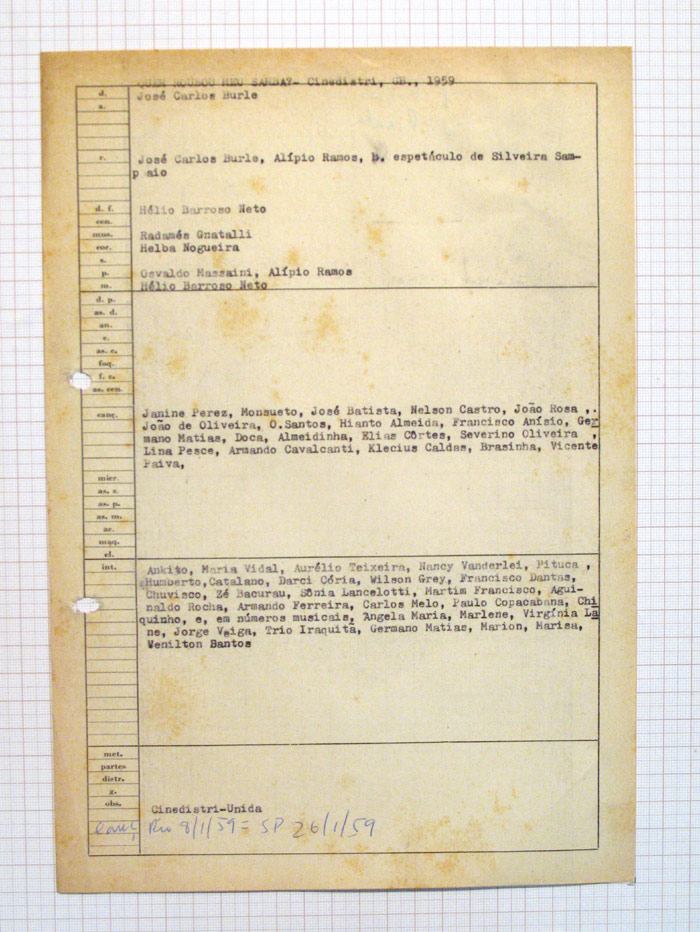 QUEM ROUBOU MEU SAMBA?- Cinedistri, GB., 1959
d. José Carlos Burle
a.
r. José Carlos Burle, Alípio Ramos, b. espetáculo de Silveira Sam-
paio
d. f. Hélio Barroso Neto
cen.
mus. Radamés Gnatalli
cor. Helba Nogueira
s.
p. Osvaldo Massaini, Alípio Ramos
m. Hélio Barroso Neto
d. p.
as. d.
an.
c.
as. c.
foq.
f. c.
as. cen.
canç. Janine Perez, Monsueto, José Batista, Nelson Castro, João Rosa ,.
João de Oliveira, O.Santos, Hianto Almeida, Francisco Anísio, Ger
mano Matias, Doca, Almeidinha, Elias Côrtes, Severino Oliveira ,
Lina Pesce, Armando Cavalcanti, Klecius Caldas, Brasinha, Vicente
Paiva,
micr.
as. s.
as. p.
as. m.
ar.
maq.
el.
int. Ankito, Maria Vidal, Aurélio Teixeira, Nancy Vanderlei, Pituca ,
Humberto,Catalano, Darci Cória, Wilson Grey, Francisco Dantas,
Chuvisco, Zé Bacurau, Sônia Lancelotti, Martim Francisco, Agui-
naldo Rocha, Armando Ferreira, Carlos Melo, Paulo Copacabana, Chi
quinho, e, em números musicais, Angela Maria, Marlene, Virgínia La
ne, Jorge Veiga, Trio Iraquitã, Germano Matias, Marion, Marisa,
Venilton Santos
met.
partes
distr.
g.
obs. Cinedistri-Unida
Rio 8/1/59 = SP 26/1/59